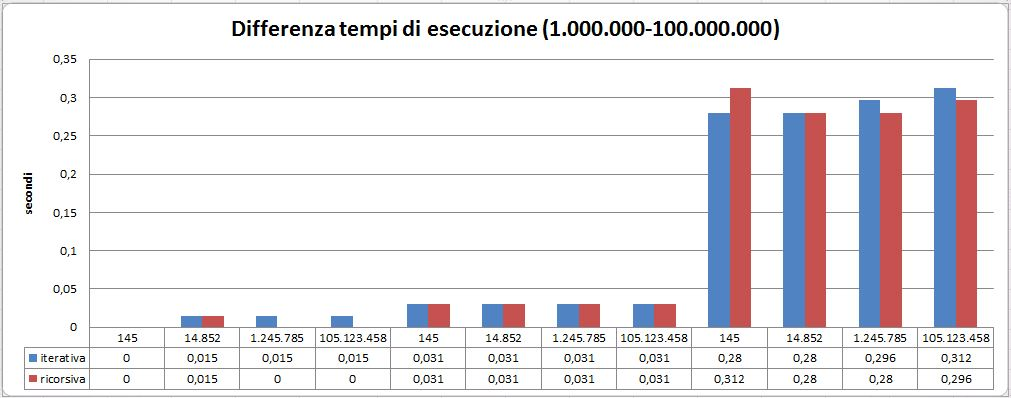 Differenza tempi di esecuzione (1.000.000-100.000.000)
0,35
0,3
0,25
0,2
0,15
0,1
0,05
0
secondi
145 14.852 1.245.785 105.123.458 145 14.852 1.245.785 105.123.458 145 14.852 1.245.785 105.123.458
iterativa 0 0,015 0,015 0,015 0,031 0,031 0,031 0,031 0,28 0,28 0,296 0,312
ricorsiva 0 0,015 0 0 0,031 0,031 0,031 0,031 0,312 0,28 0,28 0,296